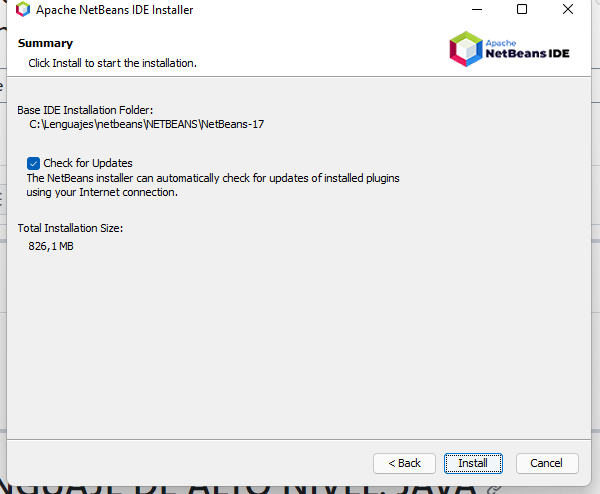 Apache NetBeans IDE Installer
Summary
Click Install to start the installation.
Apache
NetBeans IDE
Base IDE Installation Folder:
C:\Lenguajes\netbeans\NETBEANS\NetBeans-17
Check for Updates
The NetBeans installer can automatically check for updates of installed plugins
using your Internet connection.
Total Installation Size:
826,1 MB
< Back
Install
Cancel
NGUAJE DE ALTO NIVEL: JAVA